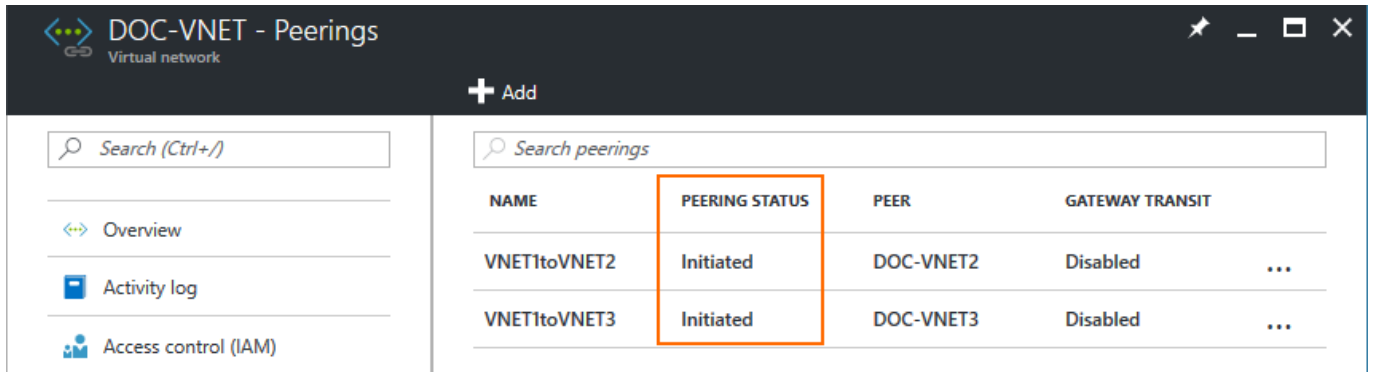 DOC-VNET - Peerings
Virtual network
Add
Search (Ctrl+/)
Overview
Activity log
Access control (IAM)
Search peerings
NAME PEERING STATUS PEER GATEWAY TRANSIT
VNET1toVNET2 Initiated DOC-VNET2 Disabled ...
VNET1toVNET3 Initiated DOC-VNET3 Disabled ...